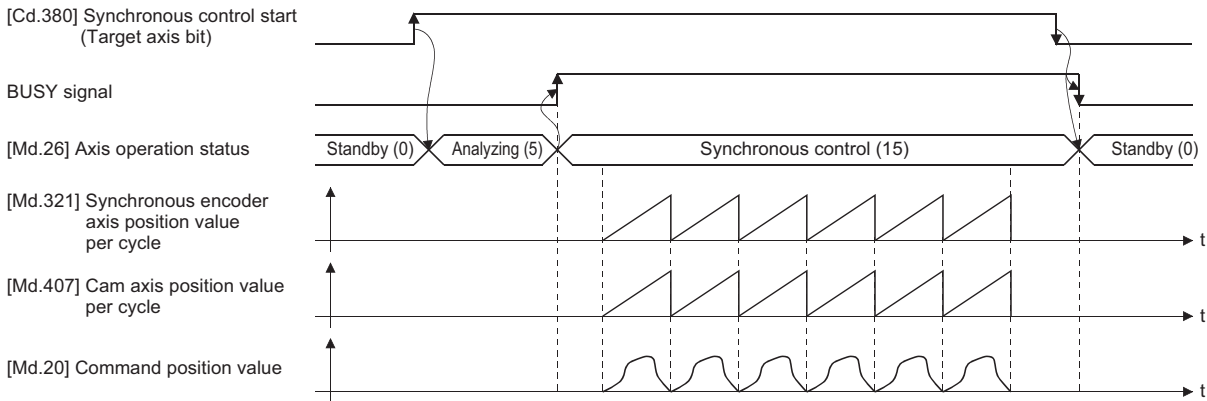 [Cd.380] Synchronous control start
(Target axis bit)
BUSY signal
[Md.26] Axis operation status
Standby (0)
Analyzing (5)
Synchronous control (15)
Standby (0)
[Md.321] Synchronous encoder
axis position value
per cycle
t
[Md.407] Cam axis position value
per cycle
t
[Md.20] Command position value
t